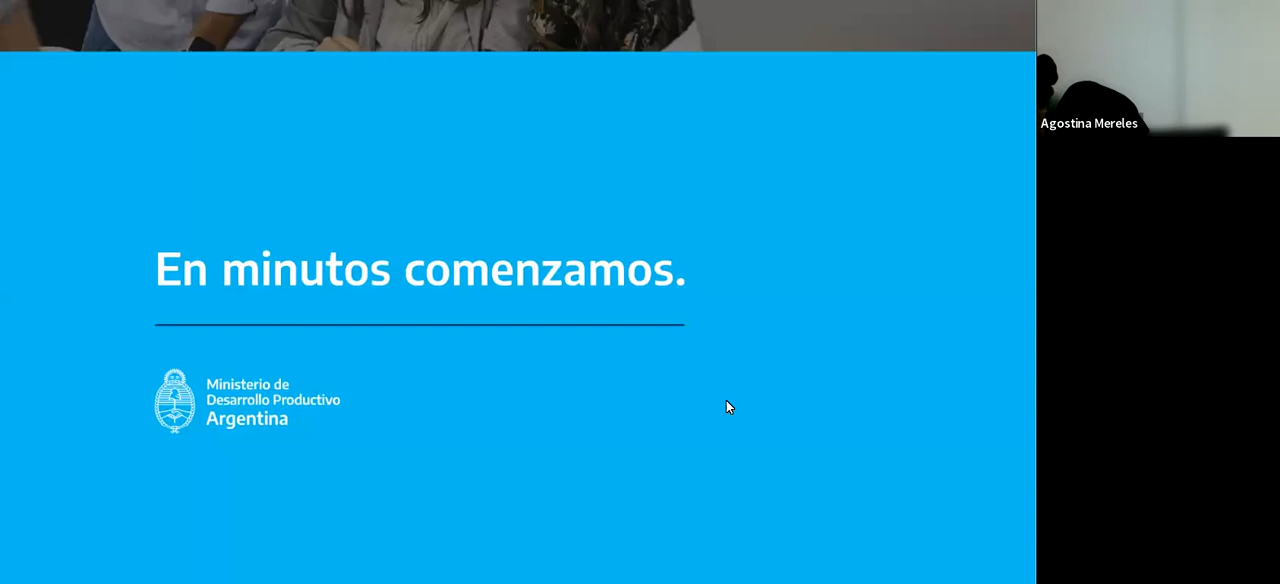 Agostina Mereles
En minutos comenzamos.
Ministerio de
Desarrollo Productivo
Argentina